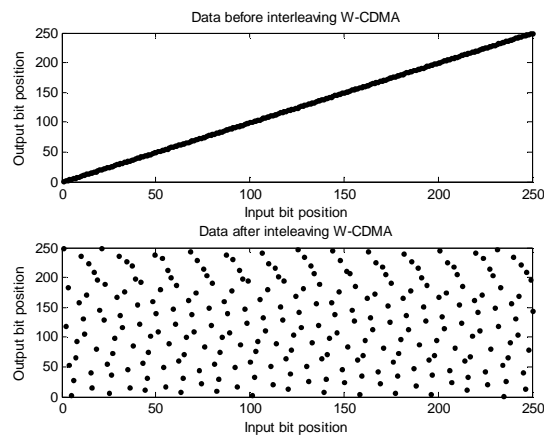 Data before interleaving W-CDMA
250
200
150
100
50
0
Output bit position
0 50 100 150 200 250
Input bit position
Data after inteleaving W-CDMA
250
200
150
100
50
0
Output bit position
0 50 100 150 200 250
Input bit position